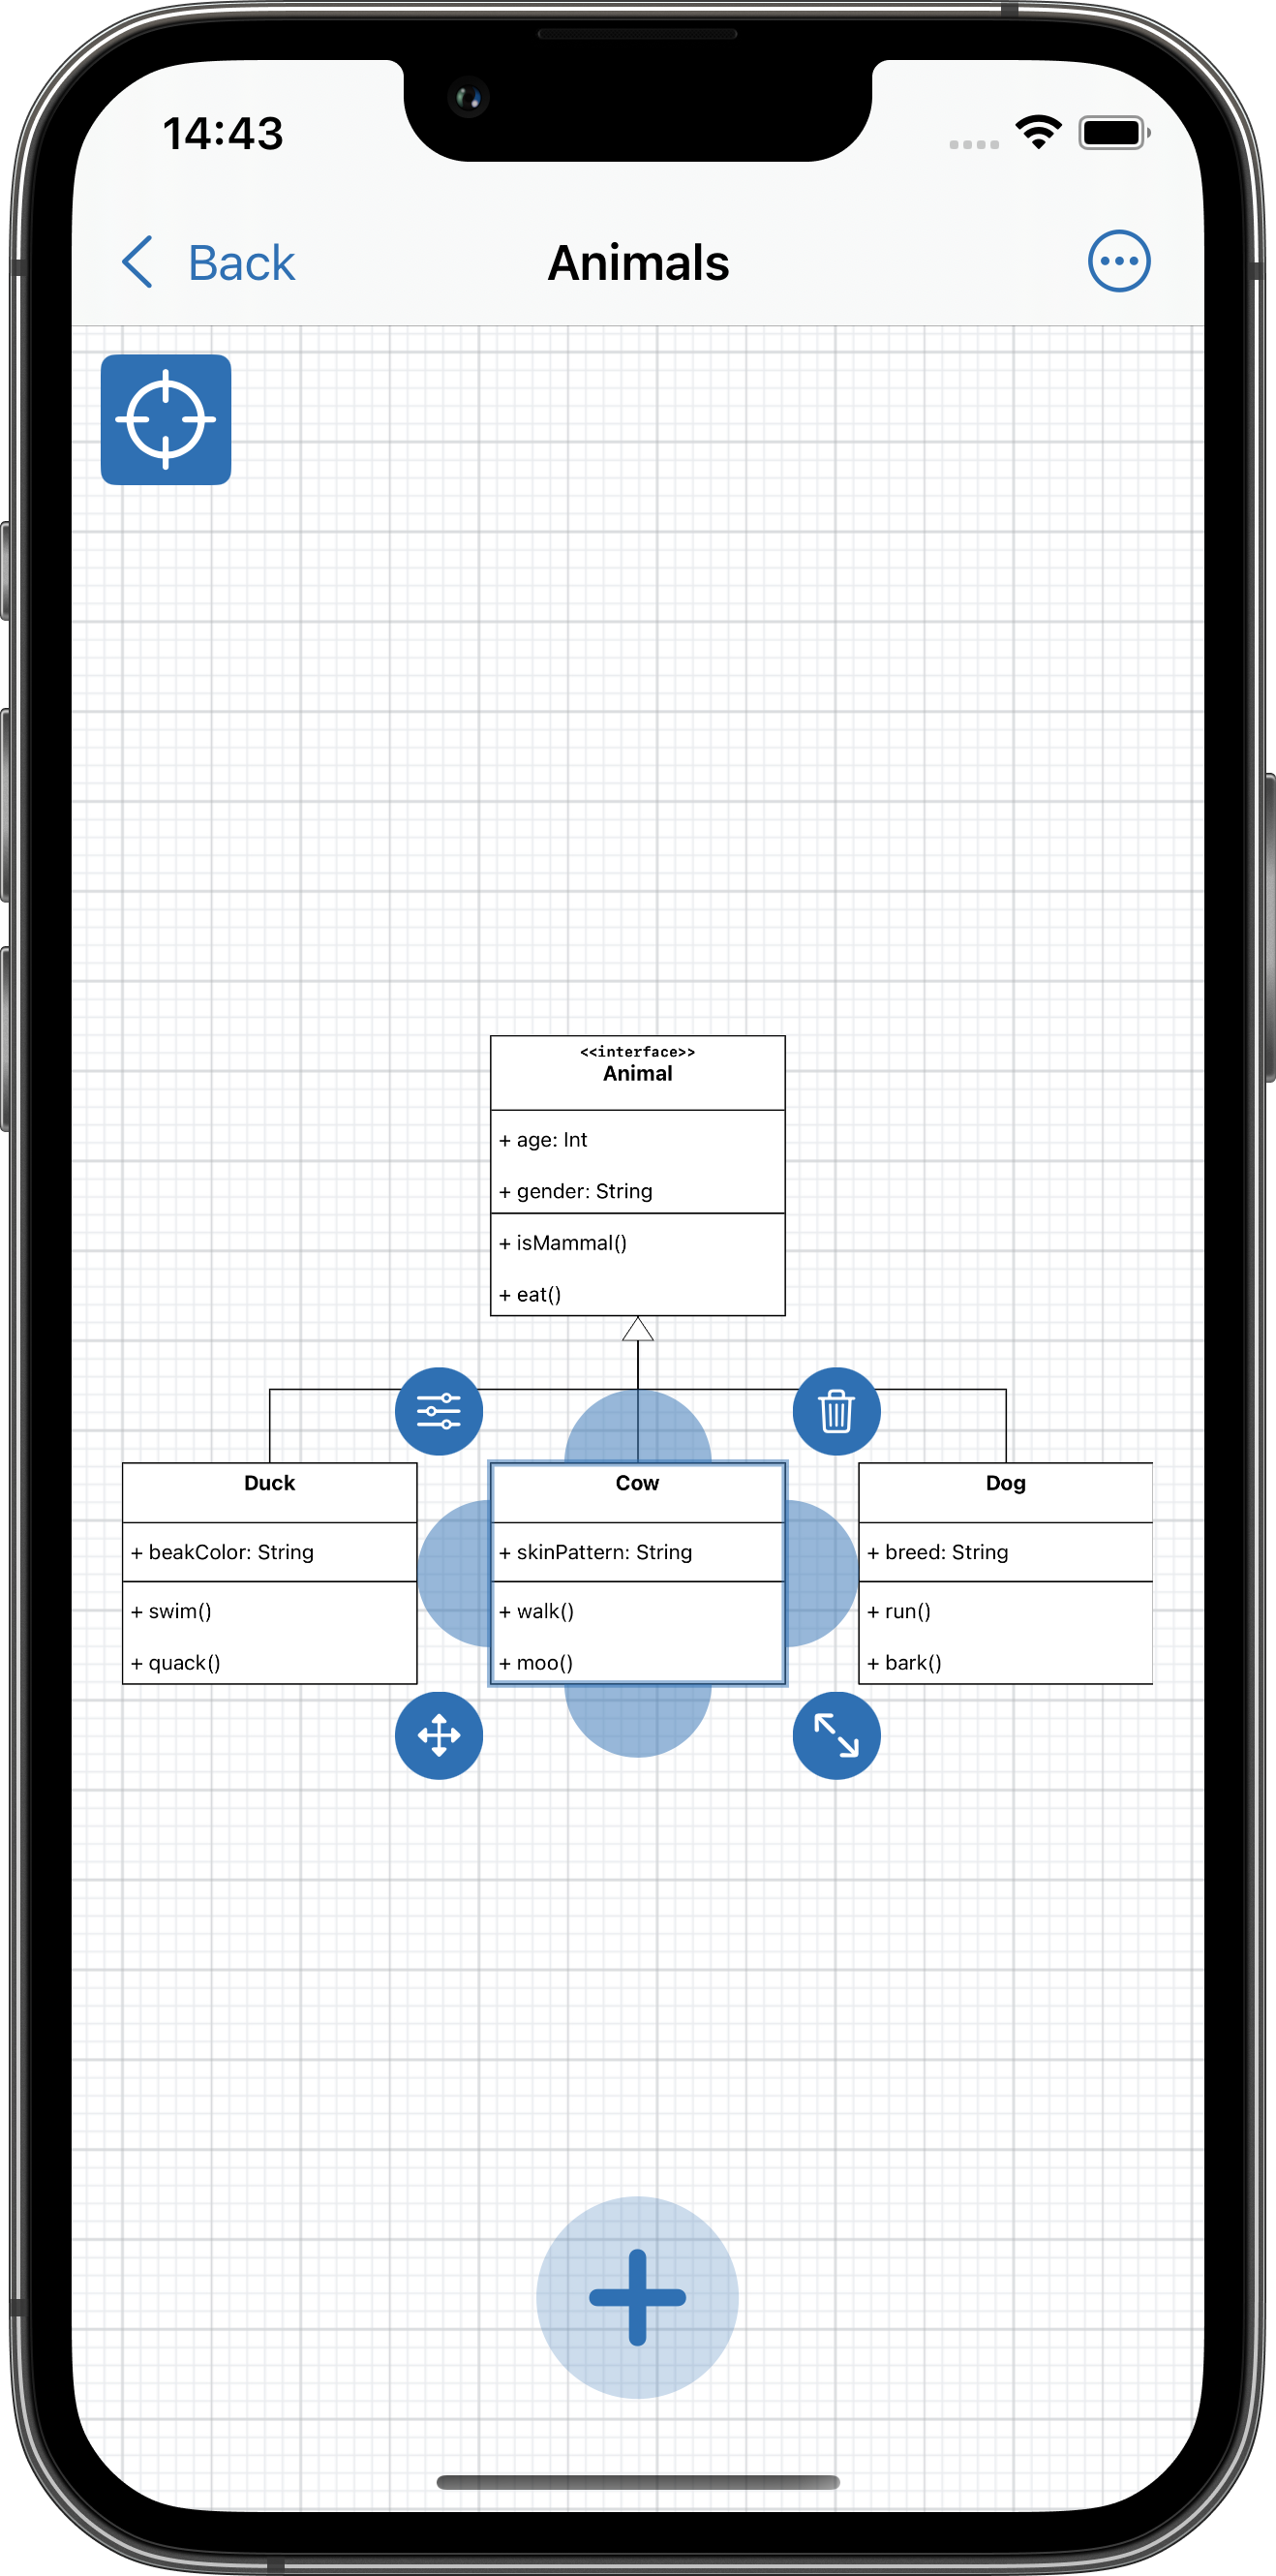 14:43
Back
Animals
<<interface>>
Animal
+ age: Int
+ gender: String
+ isMammal()
+ eat()
Duck
+ beakColor: String
+ swim()
+ quack()
Cow
+ skinPattern: String
+ walk()
+ moo()
Dog
+ breed: String
+ run()
+ bark()